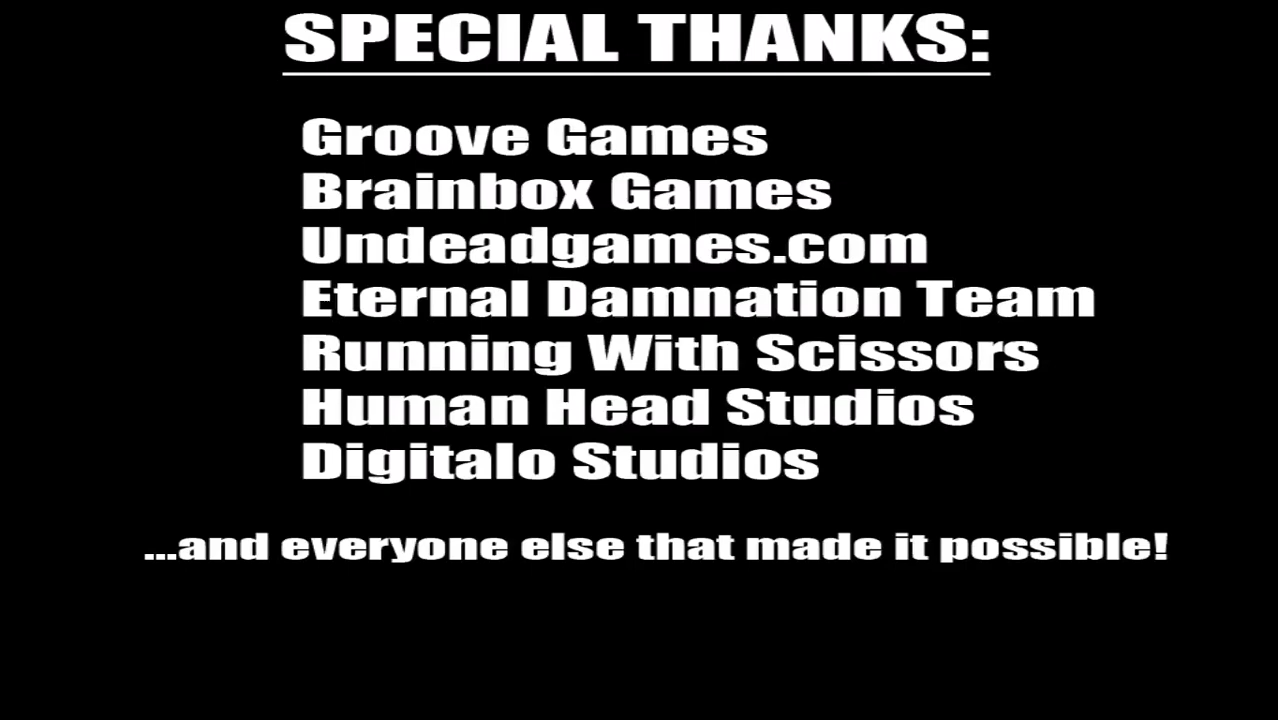 SPECIAL THANKS:
Groove Games
Brainbox Games
Undeadgames.com
Eternal Damnation Team
Running With Scissors
Human Head Studios
Digitalo Studios
...and everyone else that made it possible!